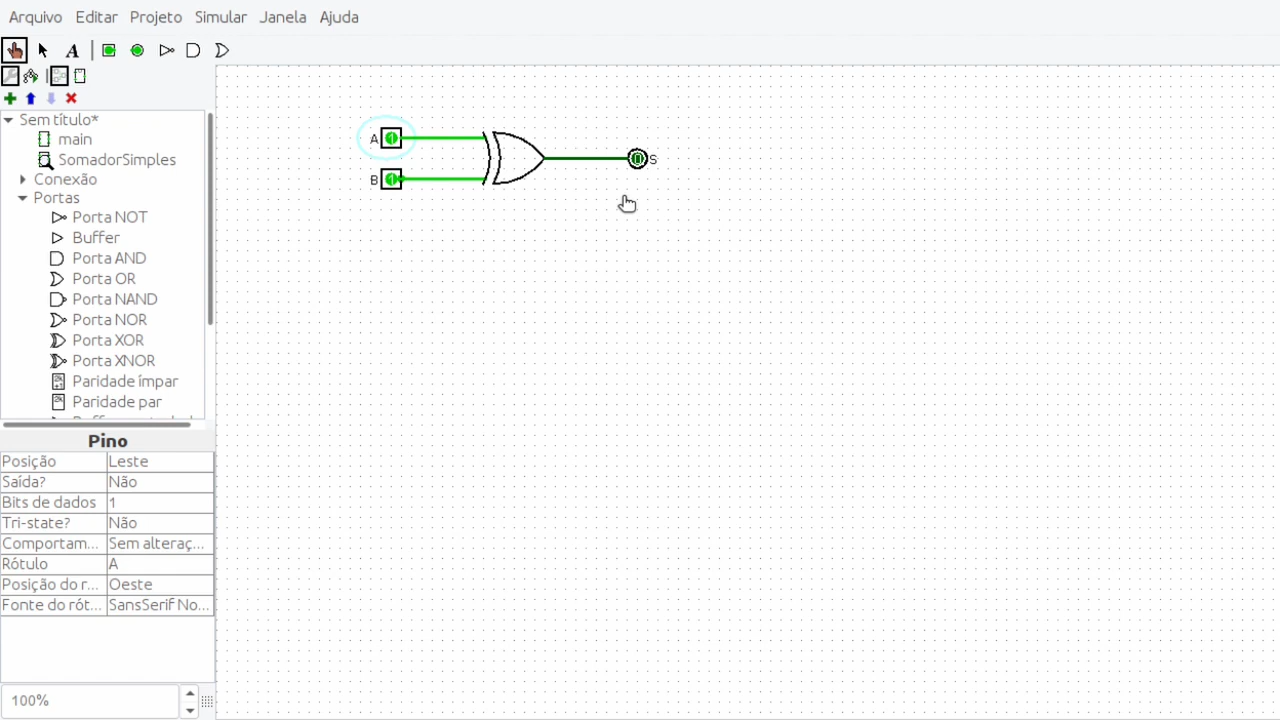 Arquivo Editar Projeto Simular Janela Ajuda
A
Sem título*
main
SomadorSimples
Conexão
Portas
Porta NOT
Buffer
Porta AND
Porta OR
Porta NAND
Porta NOR
Porta XOR
Porta XNOR
Paridade ímpar
Paridade par
A 1
B 1
0 S
Pino
Posição Leste
Saída? Não
Bits de dados 1
Tri-state? Não
Comportam... Sem alteraç...
Rótulo A
Posição do r... Oeste
Fonte do rót... SansSerif No...
100%